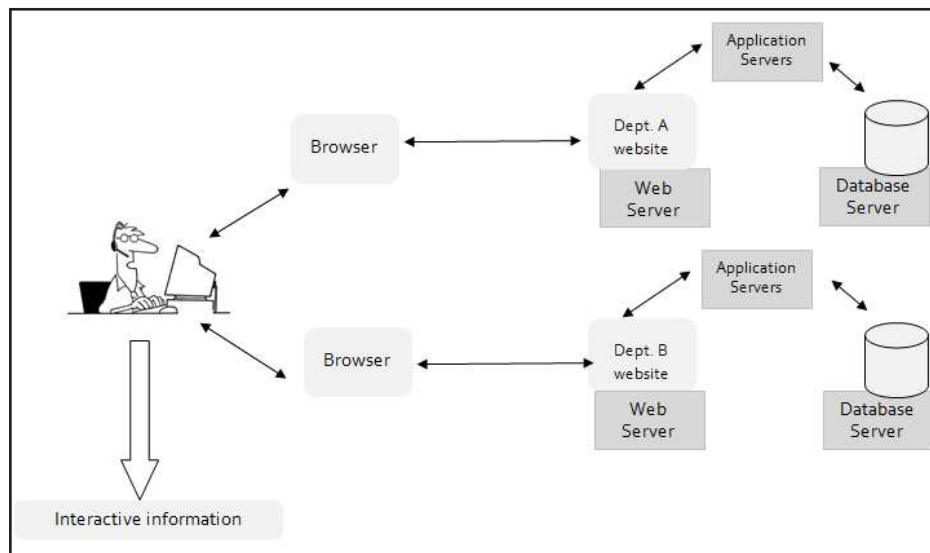 Application
Servers
Dept. A
website
Browser
Web
Server
Database
Server
Application
Servers
Dept. B
website
Browser
Web
Server
Database
Server
Interactive information